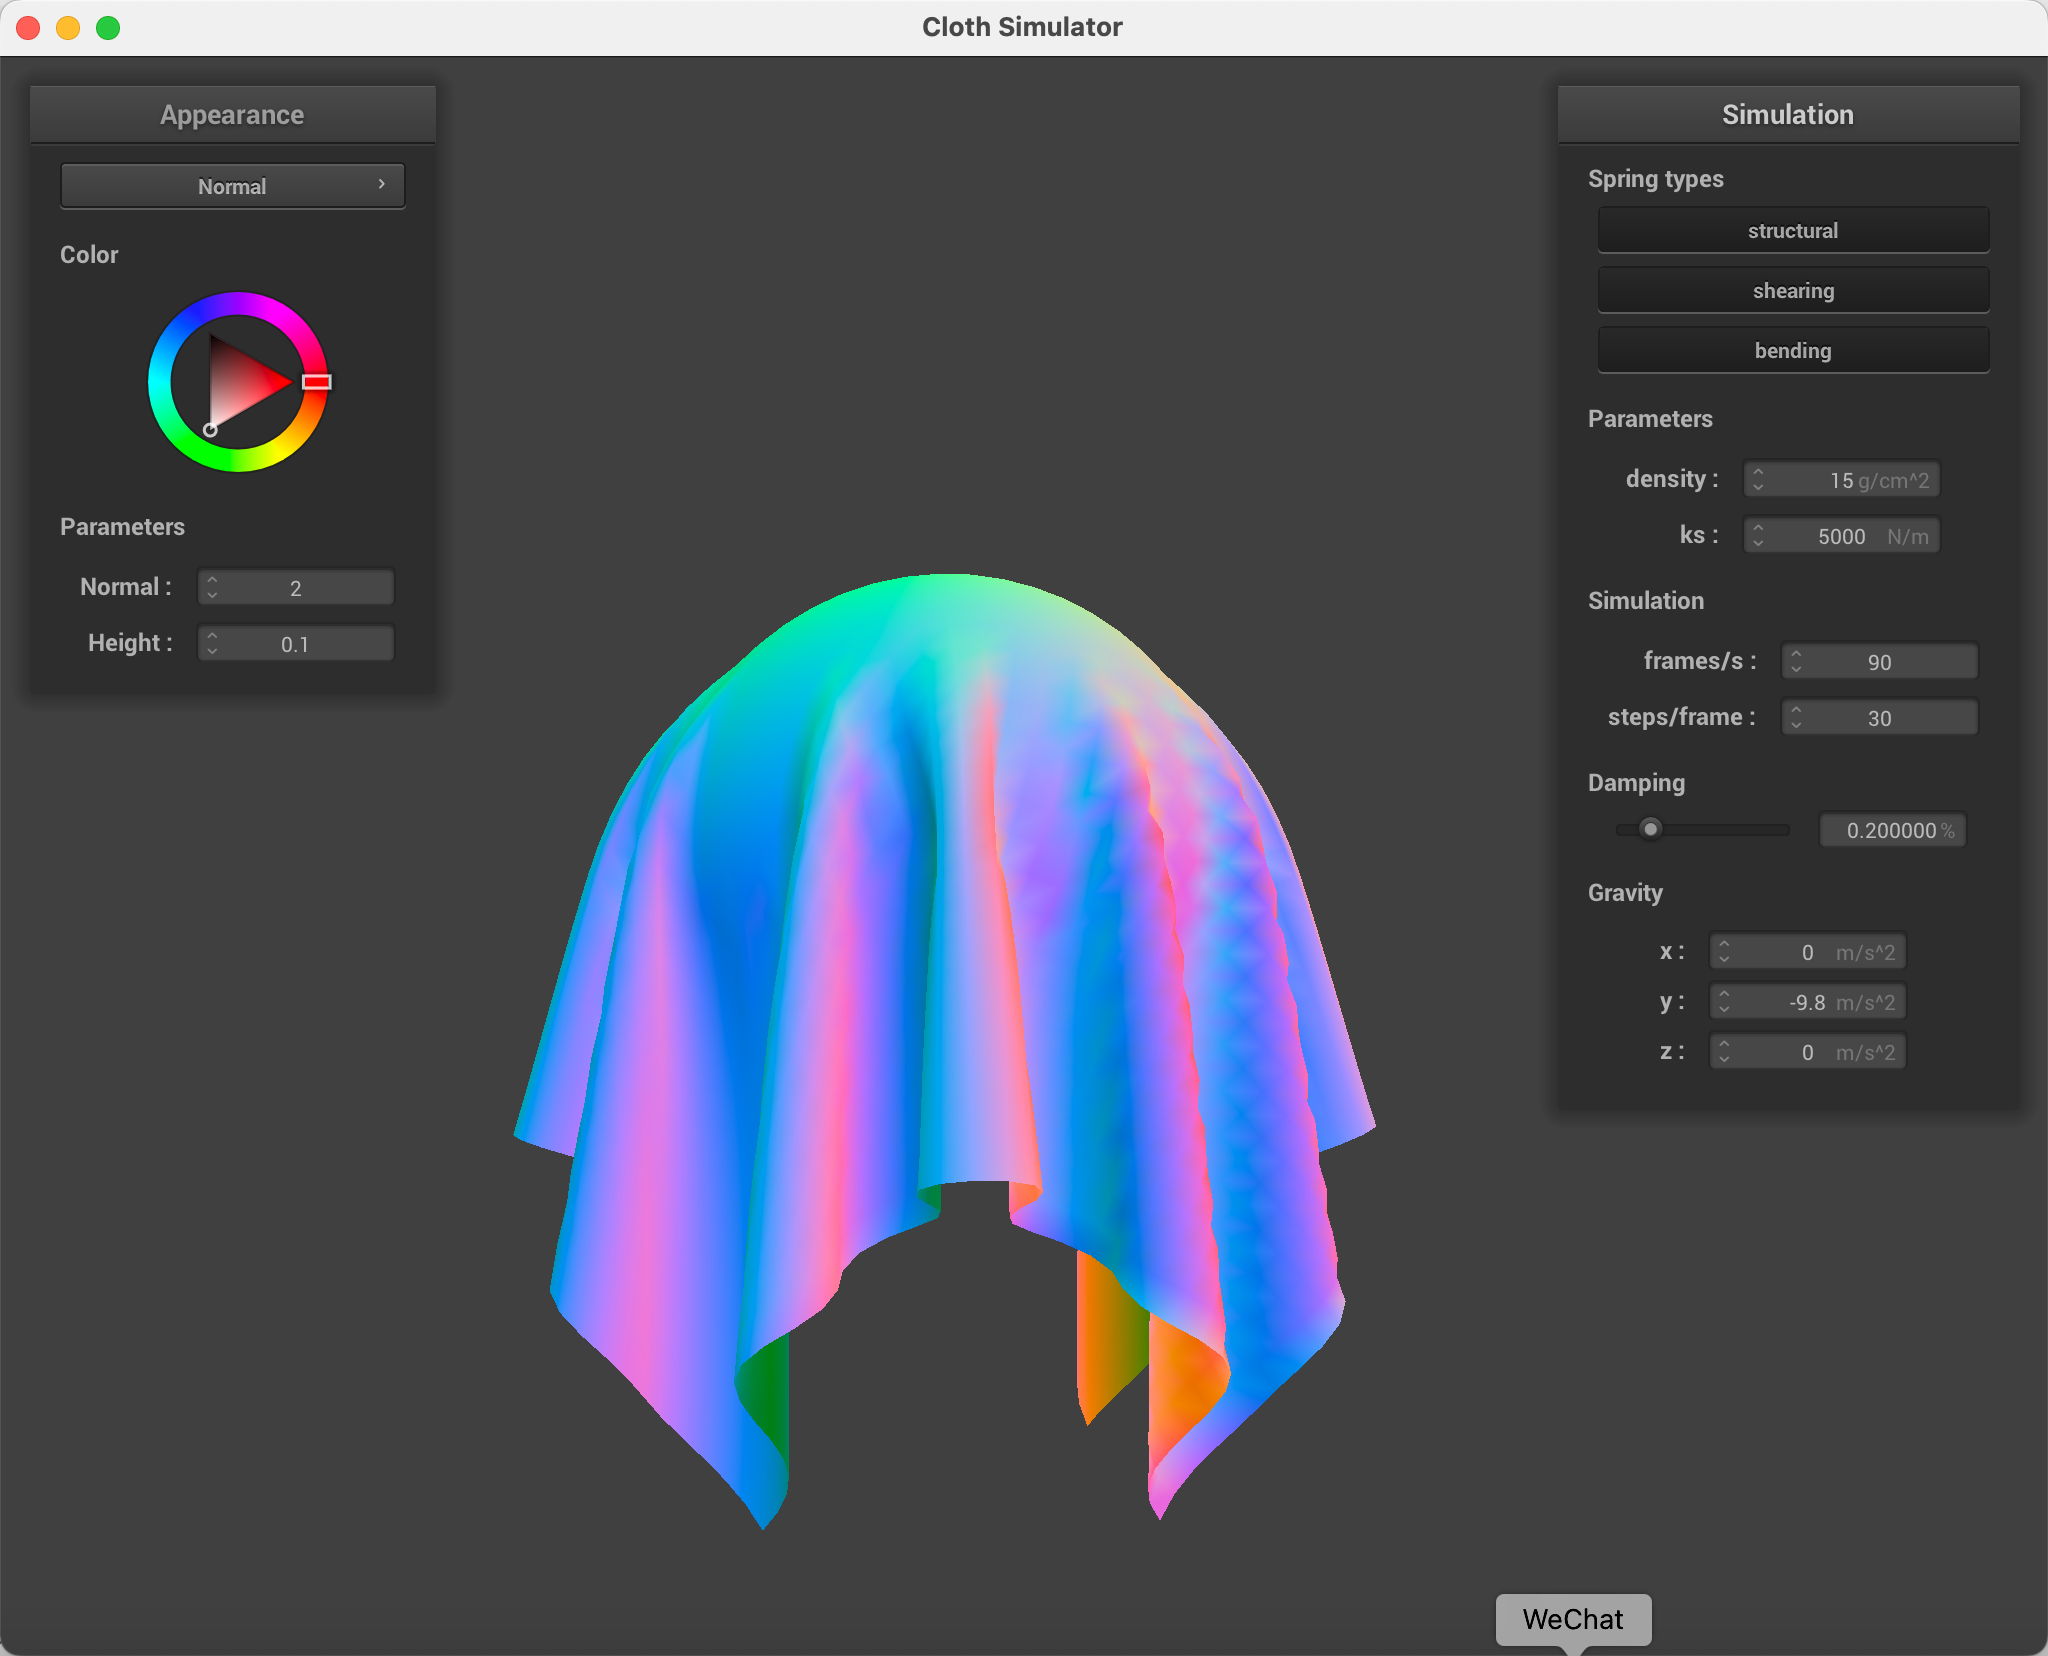 Cloth Simulator
Appearance
Normal
Color
Parameters
Normal : 2
Height : 0.1
Simulation
Spring types
structural
shearing
bending
Parameters
density : 15 g/cm^2
ks : 5000 N/m
Simulation
frames/s : 90
steps/frame : 30
Damping
0.200000 %
Gravity
x : 0 m/s^2
y : -9.8 m/s^2
z : 0 m/s^2
WeChat